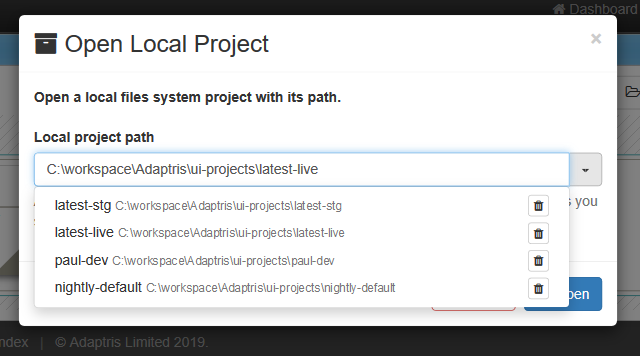 Dashboard
Open Local Project
×
Open a local files system project with its path.
Local project path
C:\workspace\Adaptris\ui-projects\latest-live
latest-stg C:\workspace\Adaptris\ui-projects\latest-stg
you
latest-live C:\workspace\Adaptris\ui-projects\latest-live
paul-dev C:\workspace\Adaptris\ui-projects\paul-dev
nightly-default C:\workspace\Adaptris\ui-projects\nightly-default
pen
ndex | © Adaptris Limited 2019.